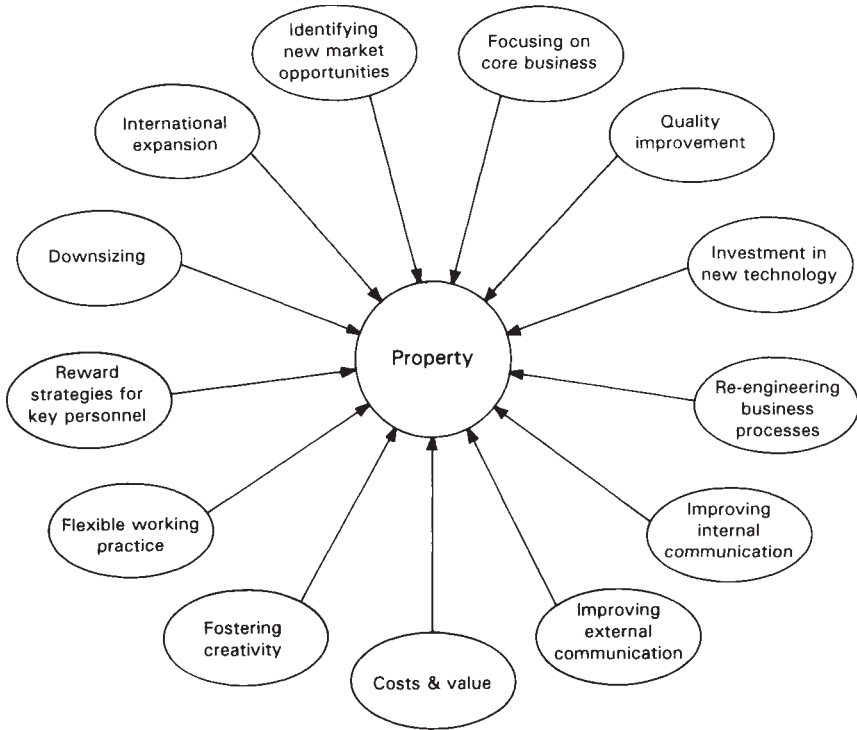 Identifying
new market
opportunities
Focusing on
core business
International
expansion
Quality
improvement
Downsizing
Investment in
new technology
Property
Reward
strategies for
key personnel
Re-engineering
business
processes
Flexible working
practice
Improving
internal
communication
Fostering
creativity
Improving
external
communication
Costs & value